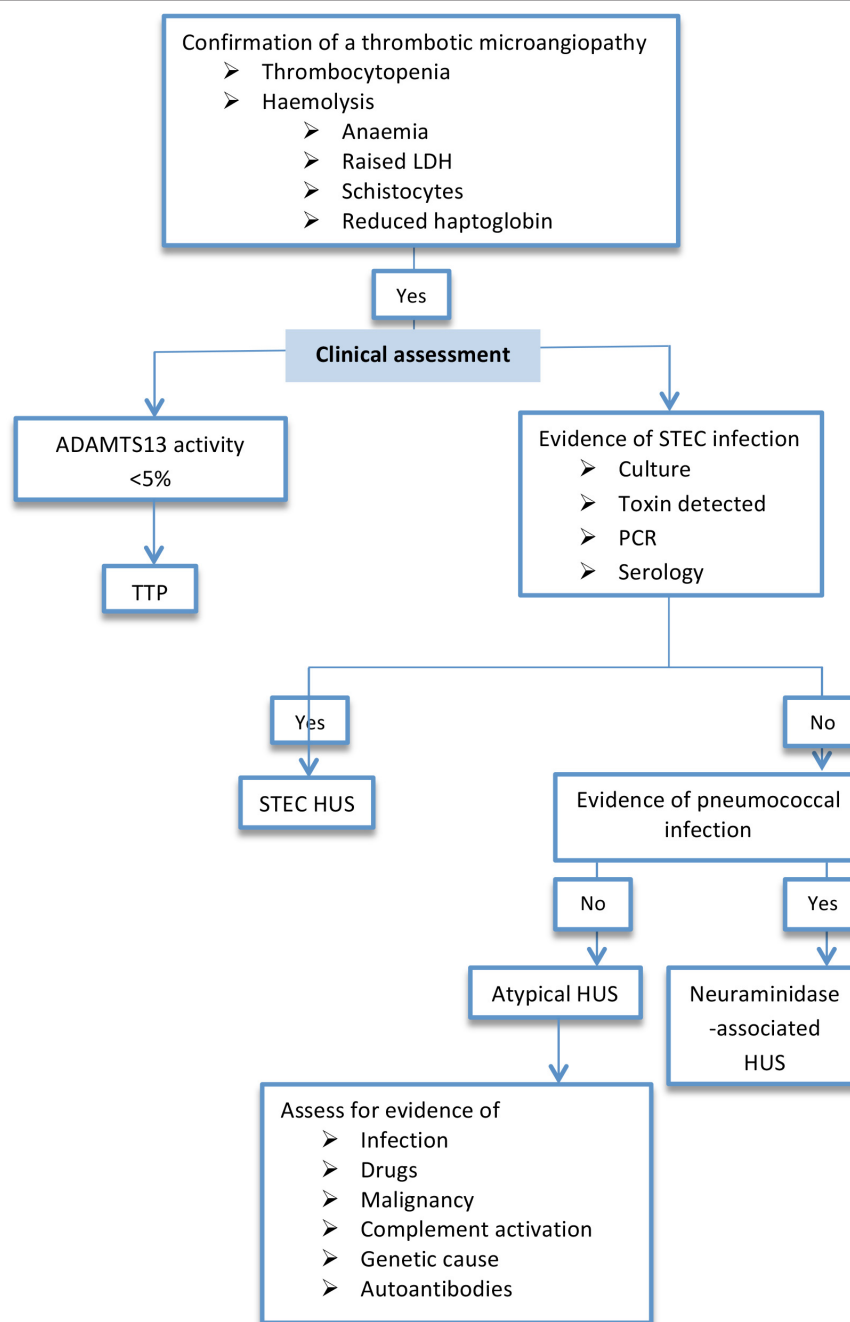 Confirmation of a thrombotic microangiopathy
➢ Thrombocytopenia
➢ Haemolysis
➢ Anaemia
➢ Raised LDH
➢ Schistocytes
➢ Reduced haptoglobin
Yes
Clinical assessment
ADAMTS13 activity
<5%
TTP
Evidence of STEC infection
➢ Culture
➢ Toxin detected
➢ PCR
➢ Serology
Yes
No
STEC HUS
Evidence of pneumococcal
infection
No
Yes
Atypical HUS
Neuraminidase
-associated
HUS
Assess for evidence of
➢ Infection
➢ Drugs
➢ Malignancy
➢ Complement activation
➢ Genetic cause
➢ Autoantibodies